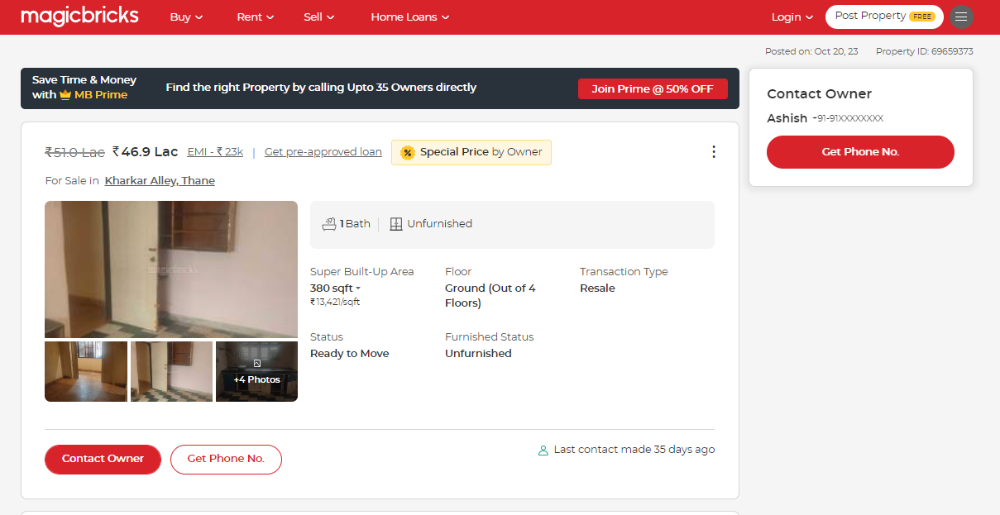 magicbricks
Buy
Rent
Sell
Home Loans
Login
Post Property FREE
Posted on: Oct 20, 23
Property ID: 69659373
Save Time & Money
with MB Prime
Find the right Property by calling Upto 35 Owners directly
Join Prime @ 50% OFF
Contact Owner
Ashish +91-91XXXXXXXX
Get Phone No.
₹51.0 Lac ₹46.9 Lac EMI - ₹ 23k | Get pre-approved loan
Special Price by Owner
For Sale in Kharkar Alley, Thane
1 Bath
Unfurnished
Super Built-Up Area
380 sqft
₹13,421/sqft
Floor
Ground (Out of 4
Floors)
Transaction Type
Resale
Status
Ready to Move
Furnished Status
Unfurnished
+4 Photos
Contact Owner
Get Phone No.
Last contact made 35 days ago